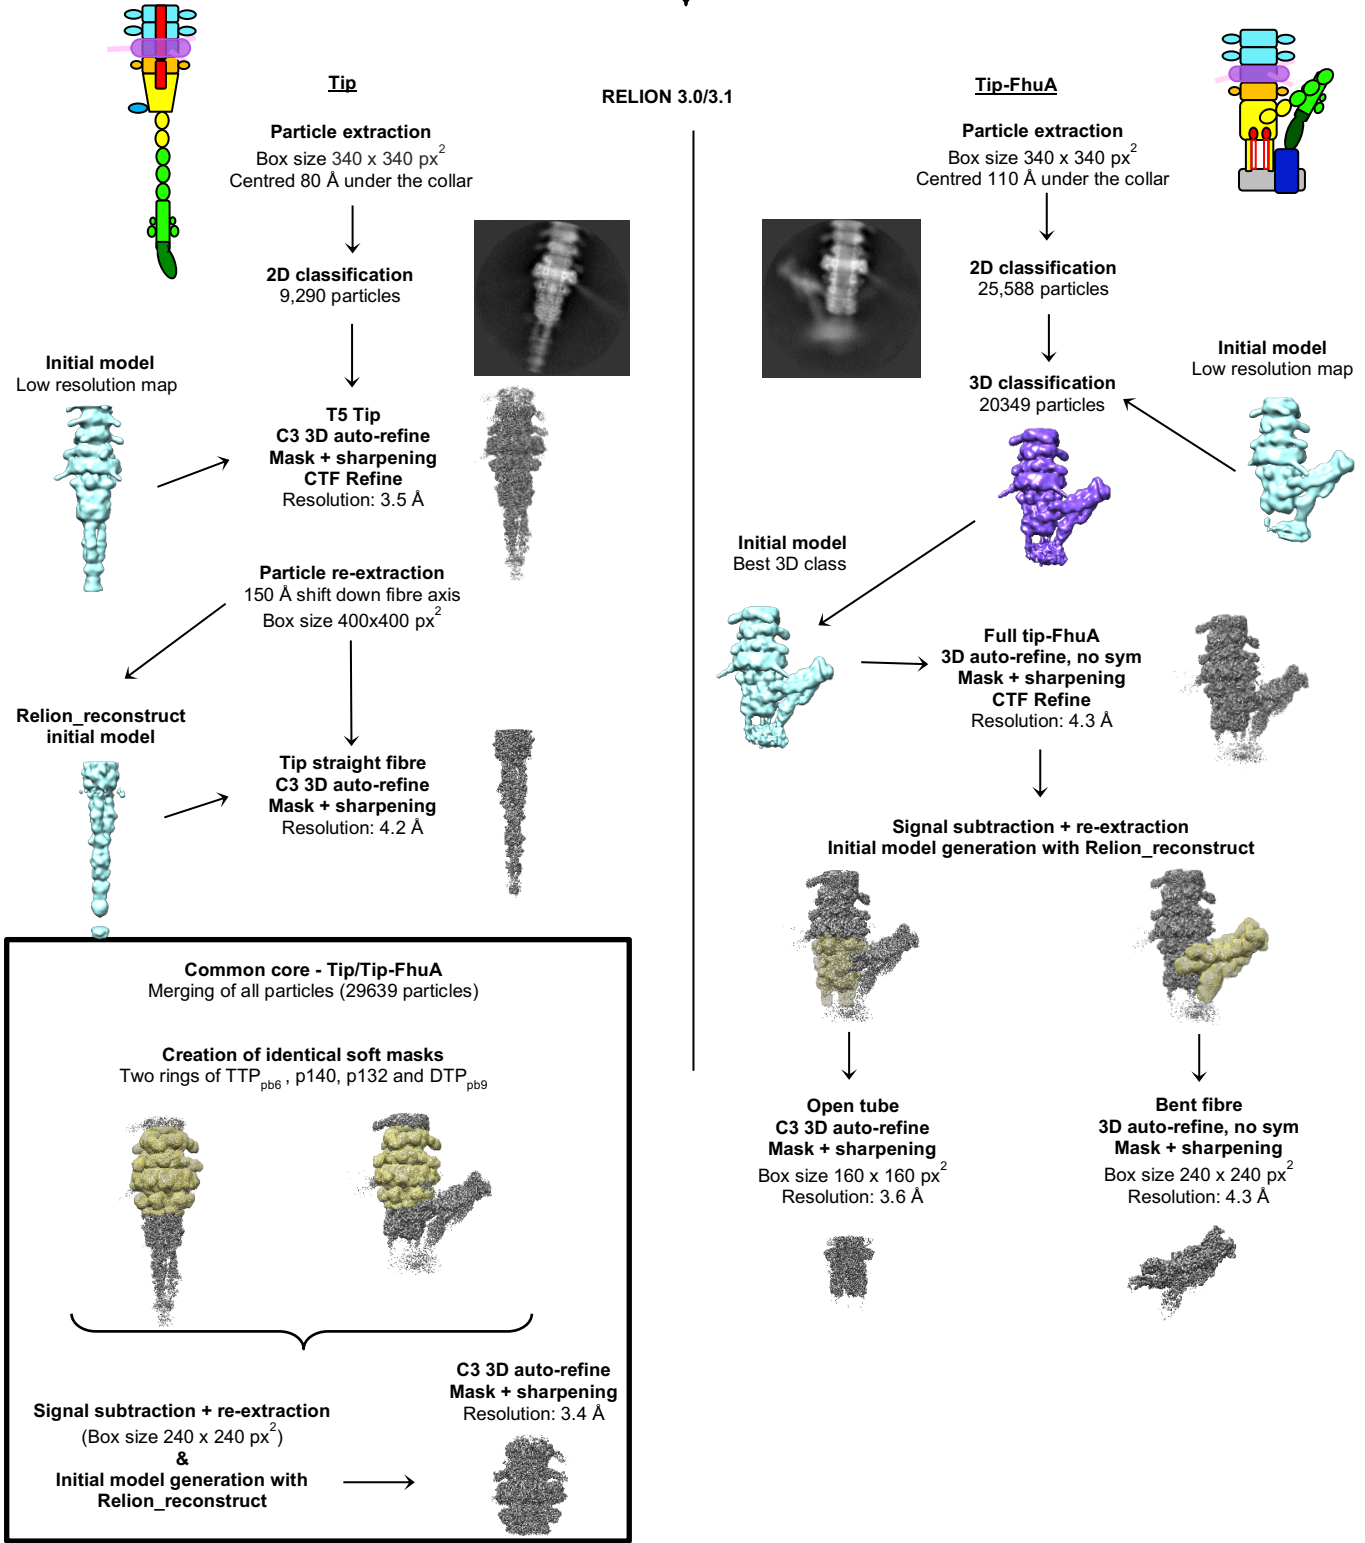 RELION 3.0/3.1
Tip
Particle extraction
Box size 340 x 340 px²
Centred 80 Å under the collar
2D classification
9,290 particles
Initial model
Low resolution map
T5 Tip
C3 3D auto-refine
Mask + sharpening
CTF Refine
Resolution: 3.5 Å
Particle re-extraction
150 Å shift down fibre axis
Box size 400x400 px²
Relion_reconstruct
initial model
Tip straight fibre
C3 3D auto-refine
Mask + sharpening
Resolution: 4.2 Å
Common core - Tip/Tip-FhuA
Merging of all particles (29639 particles)
Creation of identical soft masks
Two rings of TTPpb6 , p140, p132 and DTPpb9
Signal subtraction + re-extraction
(Box size 240 x 240 px²)
&
Initial model generation with
Relion_reconstruct
C3 3D auto-refine
Mask + sharpening
Resolution: 3.4 Å
Tip-FhuA
Particle extraction
Box size 340 x 340 px²
Centred 110 Å under the collar
2D classification
25,588 particles
3D classification
20349 particles
Initial model
Low resolution map
Initial model
Best 3D class
Full tip-FhuA
3D auto-refine, no sym
Mask + sharpening
CTF Refine
Resolution: 4.3 Å
Signal subtraction + re-extraction
Initial model generation with Relion_reconstruct
Open tube
C3 3D auto-refine
Mask + sharpening
Box size 160 x 160 px²
Resolution: 3.6 Å
Bent fibre
3D auto-refine, no sym
Mask + sharpening
Box size 240 x 240 px²
Resolution: 4.3 Å